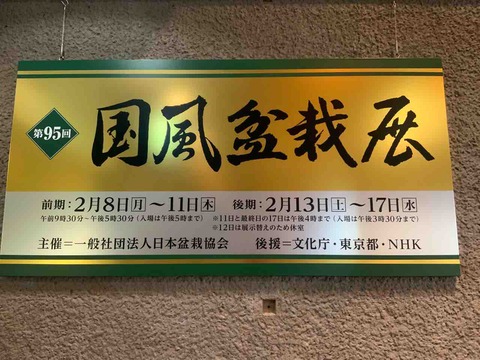 第95回
国風盆栽展
前期：2月8日月〜11日木　後期：2月13日土〜17日水
午前9時30分〜午後5時30分（入場は午後5時まで）　※11日と最終日の17日は午後4時まで（入場は午後3時30分まで）
※12日は展示替えのため休室
主催＝一般社団法人日本盆栽協会　後援＝文化庁・東京都・NHK